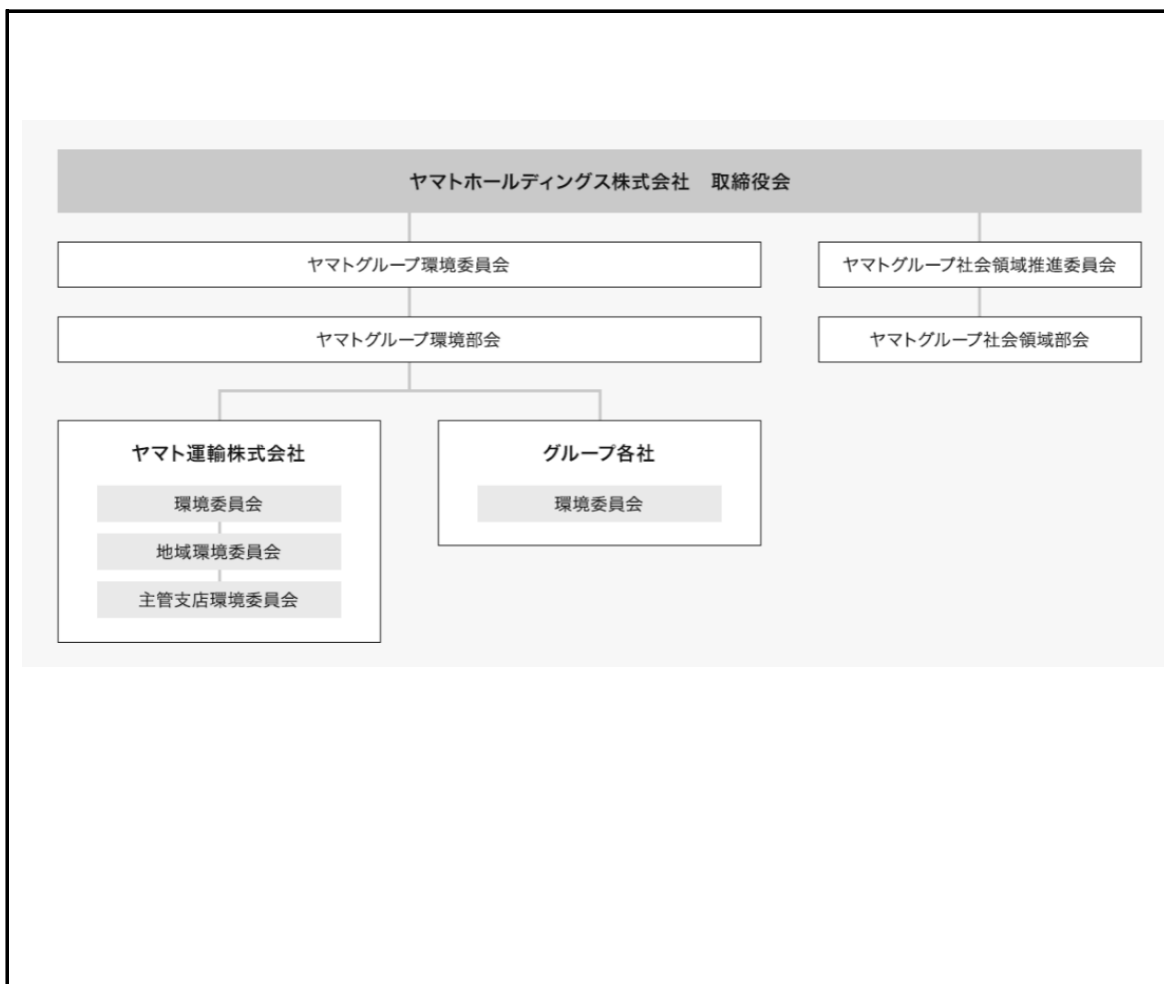 ヤマトホールディングス株式会社　取締役会
ヤマトグループ環境委員会
ヤマトグループ社会領域推進委員会
ヤマトグループ環境部会
ヤマトグループ社会領域部会
ヤマト運輸株式会社
環境委員会
地域環境委員会
主管支店環境委員会
グループ各社
環境委員会